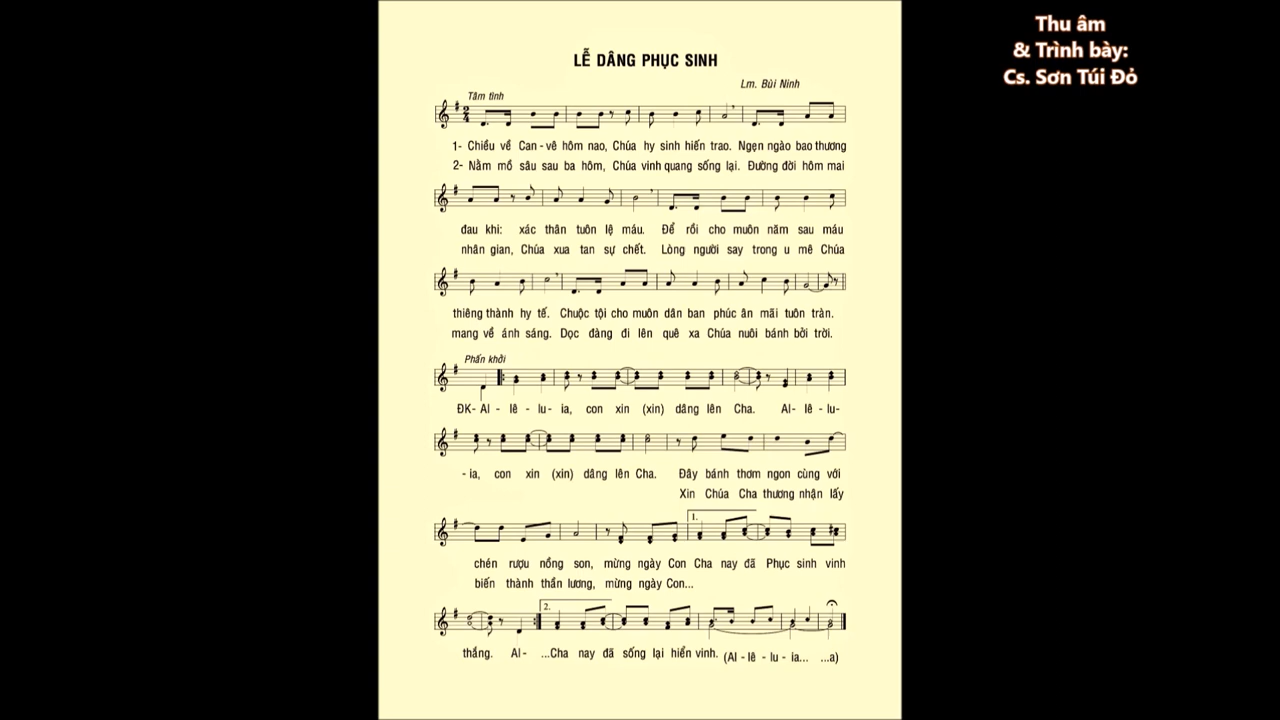 Thu âm
& Trình bày:
Cs. Sơn Túi Đỏ
LỄ DÂNG PHỤC SINH
Lm. Bùi Ninh
Tâm tình
1- Chiều về Can - vê hôm nao, Chúa hy sinh hiến trao. Ngẹn ngào bao thương
2- Nằm mồ sâu sau ba hôm, Chúa vinh quang sống lại. Đường đời hôm mai
đau khi: xác thân tuôn lệ máu. Để rồi cho muôn năm sau máu
nhân gian, Chúa xua tan sự chết. Lòng người say trong u mê Chúa
thiêng thành hy tế. Chuộc tội cho muôn dân ban phúc ân mãi tuôn tràn.
mang về ánh sáng. Dọc đàng đi lên quê xa Chúa nuôi bánh bởi trời.
Phấn khởi
ĐK- Al - lê - lu - ia, con xin (xin) dâng lên Cha. Al- lê - lu-
- ia, con xin (xin) dâng lên Cha. Đây bánh thơm ngon cùng với
Xin Chúa Cha thương nhận lấy
1.
chén rượu nồng son, mừng ngày Con Cha nay đã Phục sinh vinh
biến thành thần lương, mừng ngày Con...
2.
thắng. Al- ...Cha nay đã sống lại hiển vinh. (Al - lê - lu - ia... ...a)